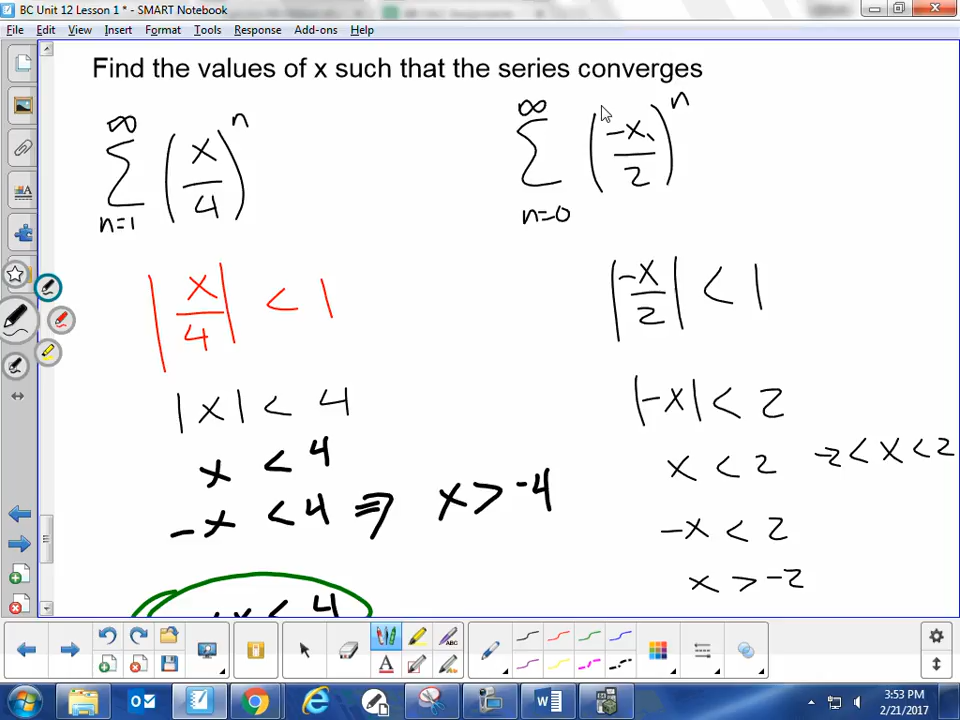 BC Unit 12 Lesson 1 * - SMART Notebook
File Edit View Insert Format Tools Response Add-ons Help
Find the values of x such that the series converges
∞
∑ (x/4)^n
n=1
|x/4| < 1
|x| < 4
x < 4
-x < 4 ⇒ x > -4
∞
∑ (-x/2)^n
n=0
|-x/2| < 1
|-x| < 2
x < 2 -2 < x < 2
-x < 2
x > -2
3:53 PM
2/21/2017